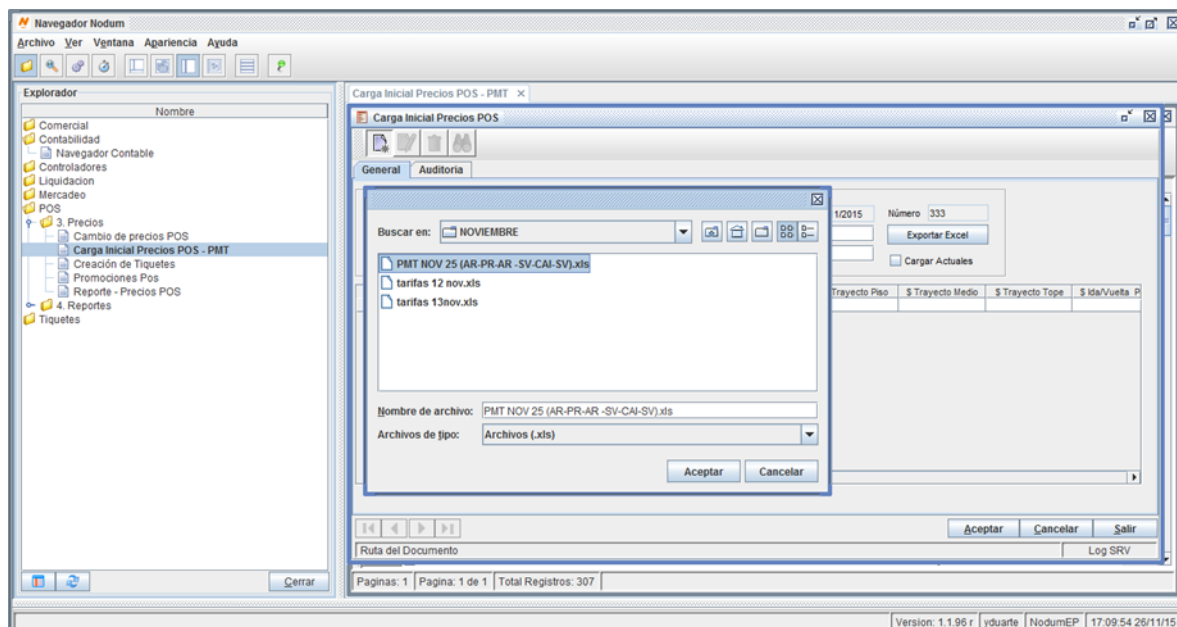 Navegador Nodum
Archivo Ver Ventana Apariencia Ayuda
Explorador
Nombre
Comercial
Contabilidad
Navegador Contable
Controladores
Liquidacion
Mercadeo
POS
3. Precios
Cambio de precios POS
Carga Inicial Precios POS - PMT
Creación de Tiquetes
Promociones Pos
Reporte - Precios POS
4. Reportes
Tiquetes
Cerrar
Carga Inicial Precios POS - PMT
Carga Inicial Precios POS
General Auditoria
1/2015 Número 333
Exportar Excel
Cargar Actuales
Trayecto Piso $ Trayecto Medio $ Trayecto Tope $ Ida/Vuelta P
Buscar en: NOVIEMBRE
PMT NOV 25 (AR-PR-AR -SV-CAI-SV).xls
tarifas 12 nov.xls
tarifas 13nov.xls
Nombre de archivo: PMT NOV 25 (AR-PR-AR -SV-CAI-SV).xls
Archivos de tipo: Archivos (.xls)
Aceptar Cancelar
Aceptar Cancelar Salir
Ruta del Documento Log SRV
Paginas: 1 Pagina: 1 de 1 Total Registros: 307
Version: 1.1.96 r yduarte NodumEP 17:09:54 26/11/15